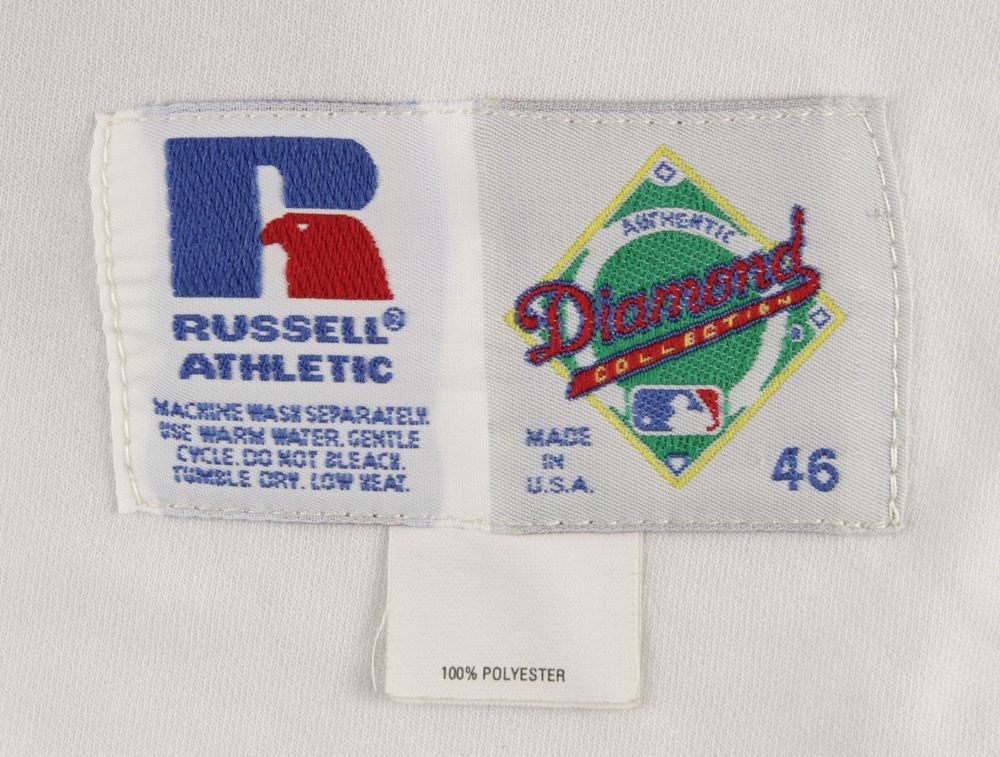 RUSSELL®
ATHLETIC
MACHINE WASH SEPARATELY.
USE WARM WATER. GENTLE
CYCLE. DO NOT BLEACH.
TUMBLE DRY. LOW HEAT.
AUTHENTIC
Diamond
COLLECTION
MADE
IN
U.S.A.
46
100% POLYESTER